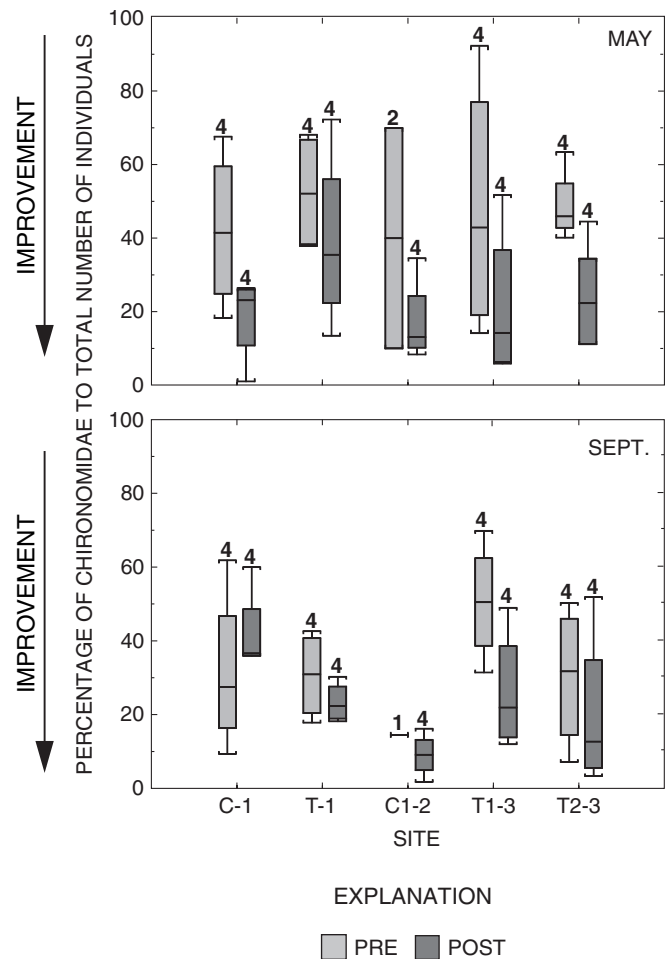 PERCENTAGE OF CHIRONOMIDAE TO TOTAL NUMBER OF INDIVIDUALS
IMPROVEMENT
MAY
100
80
60
40
20
0
4 4 4 4 2 4 4 4 4 4
IMPROVEMENT
SEPT.
100
80
60
40
20
0
4 4 4 4 1 4 4 4 4 4
C-1 T-1 C1-2 T1-3 T2-3
SITE
EXPLANATION
PRE POST